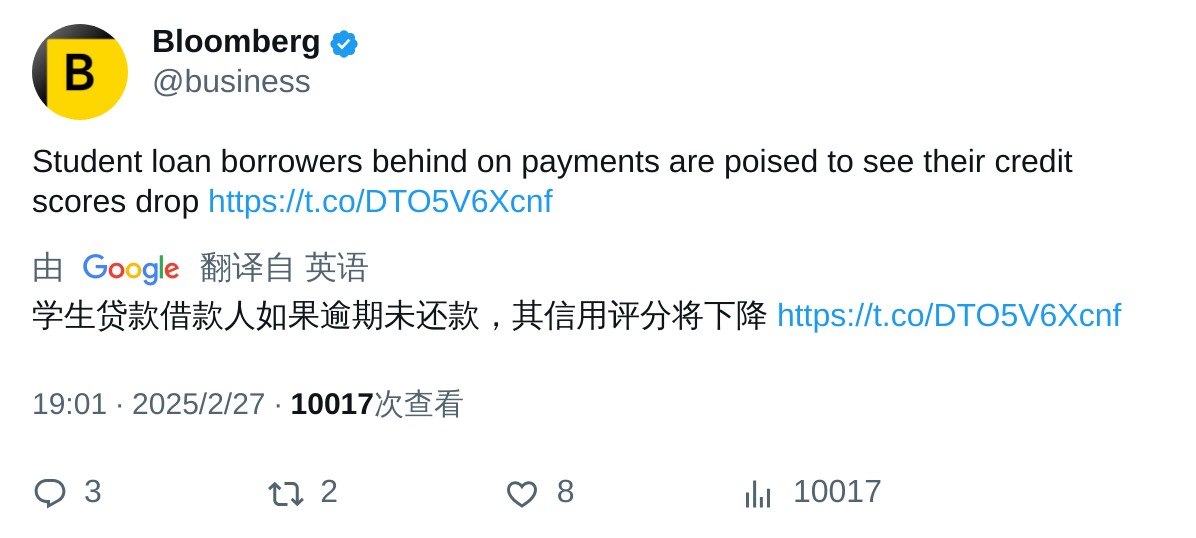 Bloomberg
@business
Student loan borrowers behind on payments are poised to see their credit
scores drop https://t.co/DTO5V6Xcnf
由 Google 翻译自 英语
学生贷款借款人如果逾期未还款，其信用评分将下降 https://t.co/DTO5V6Xcnf
19:01 · 2025/2/27 · 10017次查看
3 2 8 10017